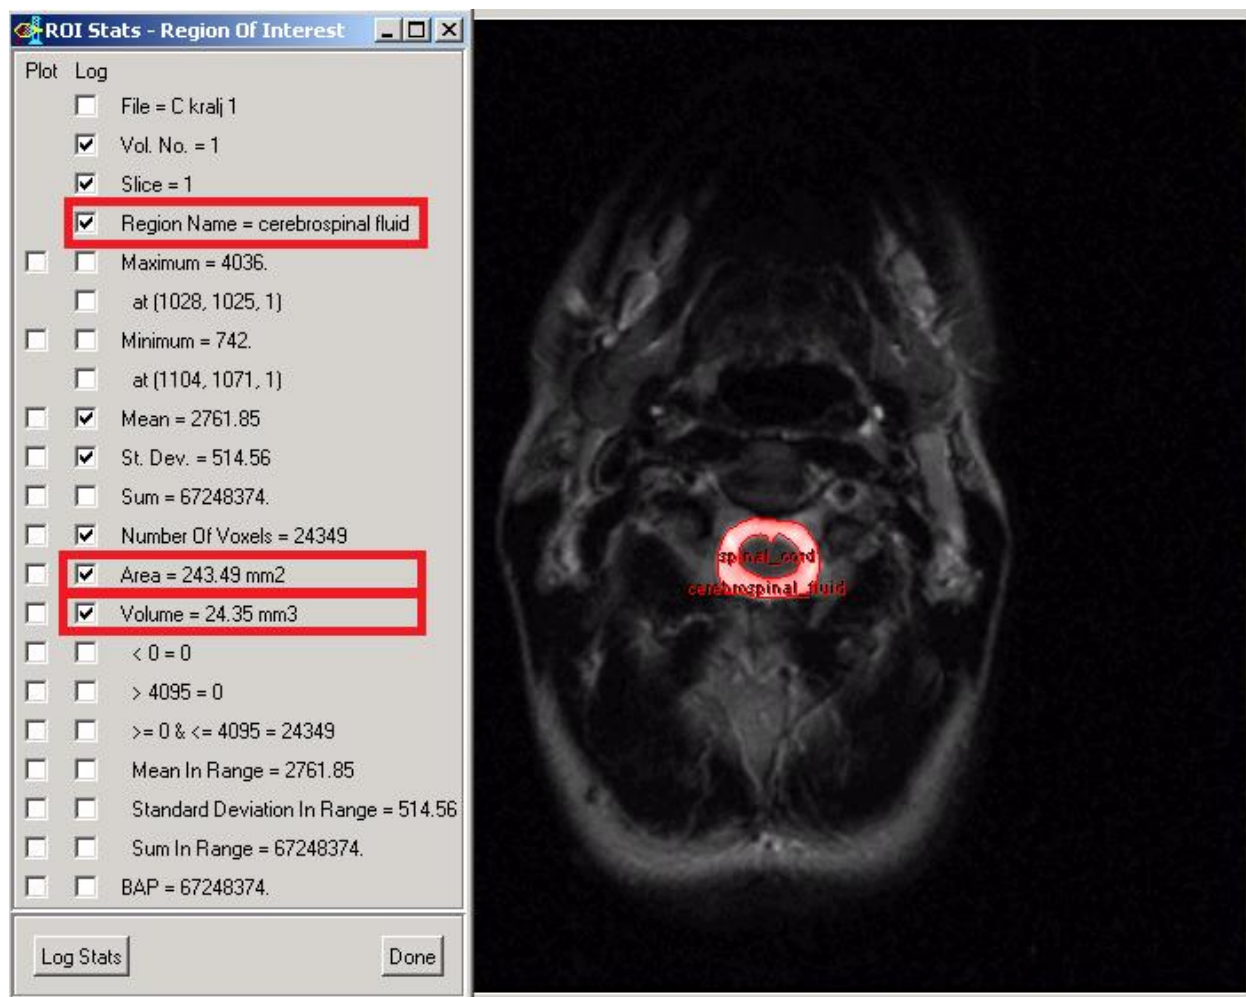 ROI Stats - Region Of Interest
Plot Log
File = C kralj 1
Vol. No. = 1
Slice = 1
Region Name = cerebrospinal fluid
Maximum = 4036.
at (1028, 1025, 1)
Minimum = 742.
at (1104, 1071, 1)
Mean = 2761.85
St. Dev. = 514.56
Sum = 67248374.
Number Of Voxels = 24349
Area = 243.49 mm2
Volume = 24.35 mm3
< 0 = 0
> 4095 = 0
>= 0 & <= 4095 = 24349
Mean In Range = 2761.85
Standard Deviation In Range = 514.56
Sum In Range = 67248374.
BAP = 67248374.
Log Stats Done
spinal_cord
cerebrospinal_fluid